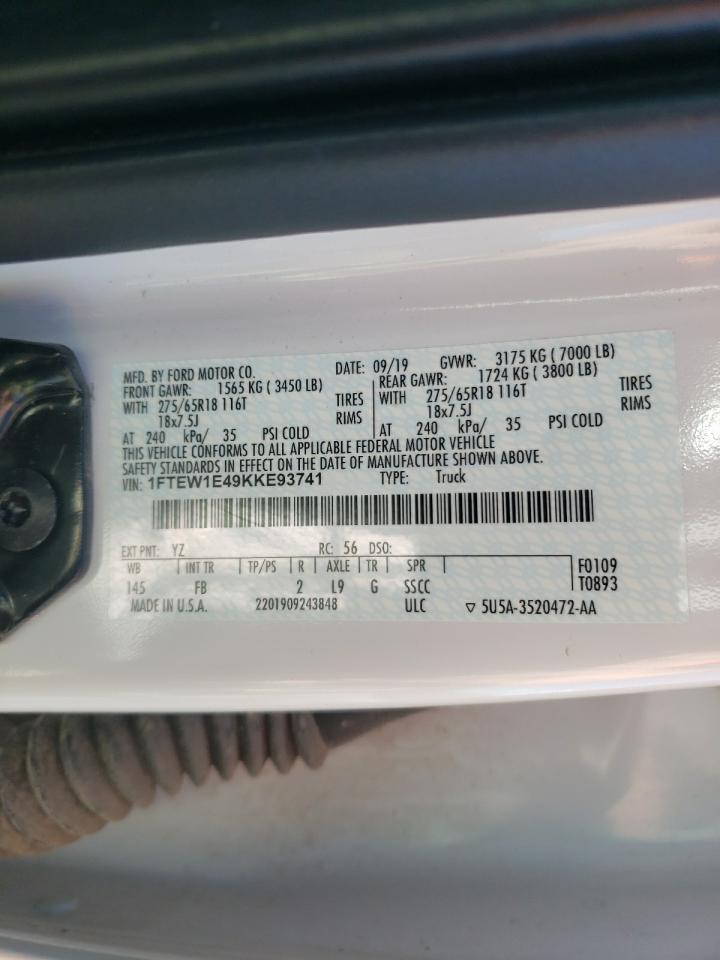 MFD. BY FORD MOTOR CO. DATE: 09/19 GVWR: 3175 KG ( 7000 LB)
FRONT GAWR: 1565 KG ( 3450 LB) REAR GAWR: 1724 KG ( 3800 LB)
WITH 275/65R18 116T TIRES WITH 275/65R18 116T TIRES
18x7.5J RIMS 18x7.5J RIMS
AT 240 kPa/ 35 PSI COLD AT 240 kPa/ 35 PSI COLD
THIS VEHICLE CONFORMS TO ALL APPLICABLE FEDERAL MOTOR VEHICLE
SAFETY STANDARDS IN EFFECT ON THE DATE OF MANUFACTURE SHOWN ABOVE.
VIN: 1FTEW1E49KKE93741 TYPE: Truck
EXT PNT: YZ RC: 56 DSO:
WB INT TR TP/PS R AXLE TR SPR F0109
145 FB 2 L9 G SSCC T0893
MADE IN U.S.A. 2201909243848 ULC ▽ 5U5A-3520472-AA